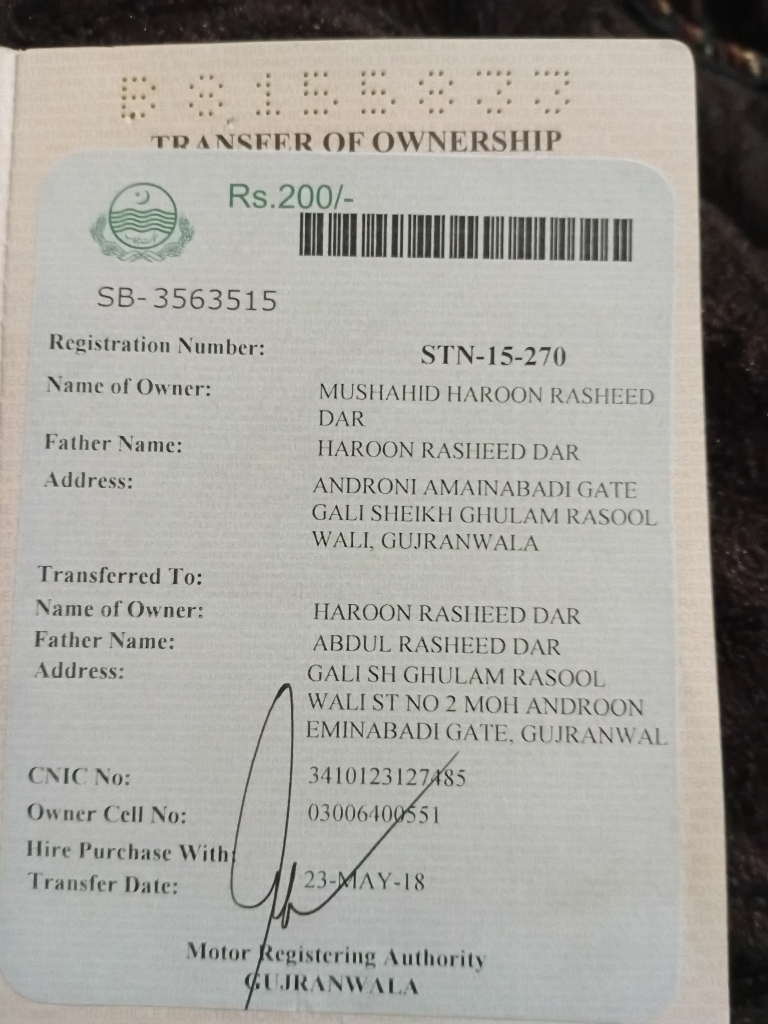 B8155833
TRANSFER OF OWNERSHIP
Rs.200/-
SB-3563515
Registration Number: STN-15-270
Name of Owner: MUSHAHID HAROON RASHEED
DAR
Father Name: HAROON RASHEED DAR
Address: ANDRONI AMAINABADI GATE
GALI SHEIKH GHULAM RASOOL
WALI, GUJRANWALA
Transferred To:
Name of Owner: HAROON RASHEED DAR
Father Name: ABDUL RASHEED DAR
Address: GALI SH GHULAM RASOOL
WALI ST NO 2 MOH ANDROON
EMINABADI GATE, GUJRANWAL
CNIC No: 3410123127485
Owner Cell No: 03006400551
Hire Purchase With:
Transfer Date: 23-MAY-18
Motor Registering Authority
GUJRANWALA